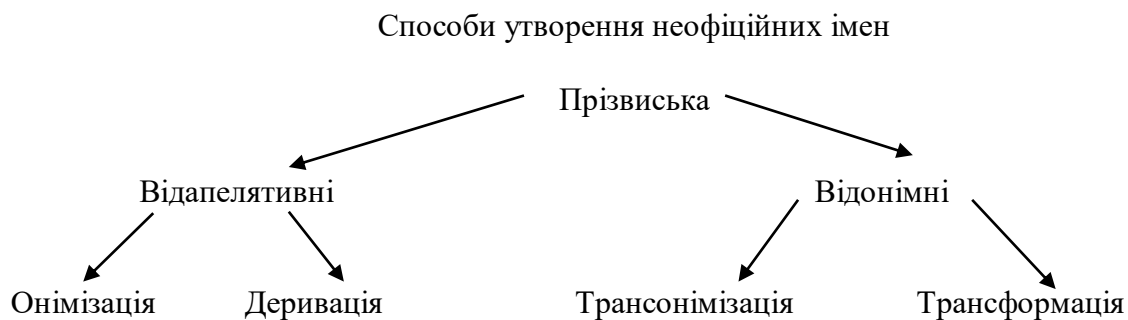 Способи утворення неофіційних імен
Прізвиська
Відапелятивні Відонімні
Онімізація Деривація Трансонімізація Трансформація